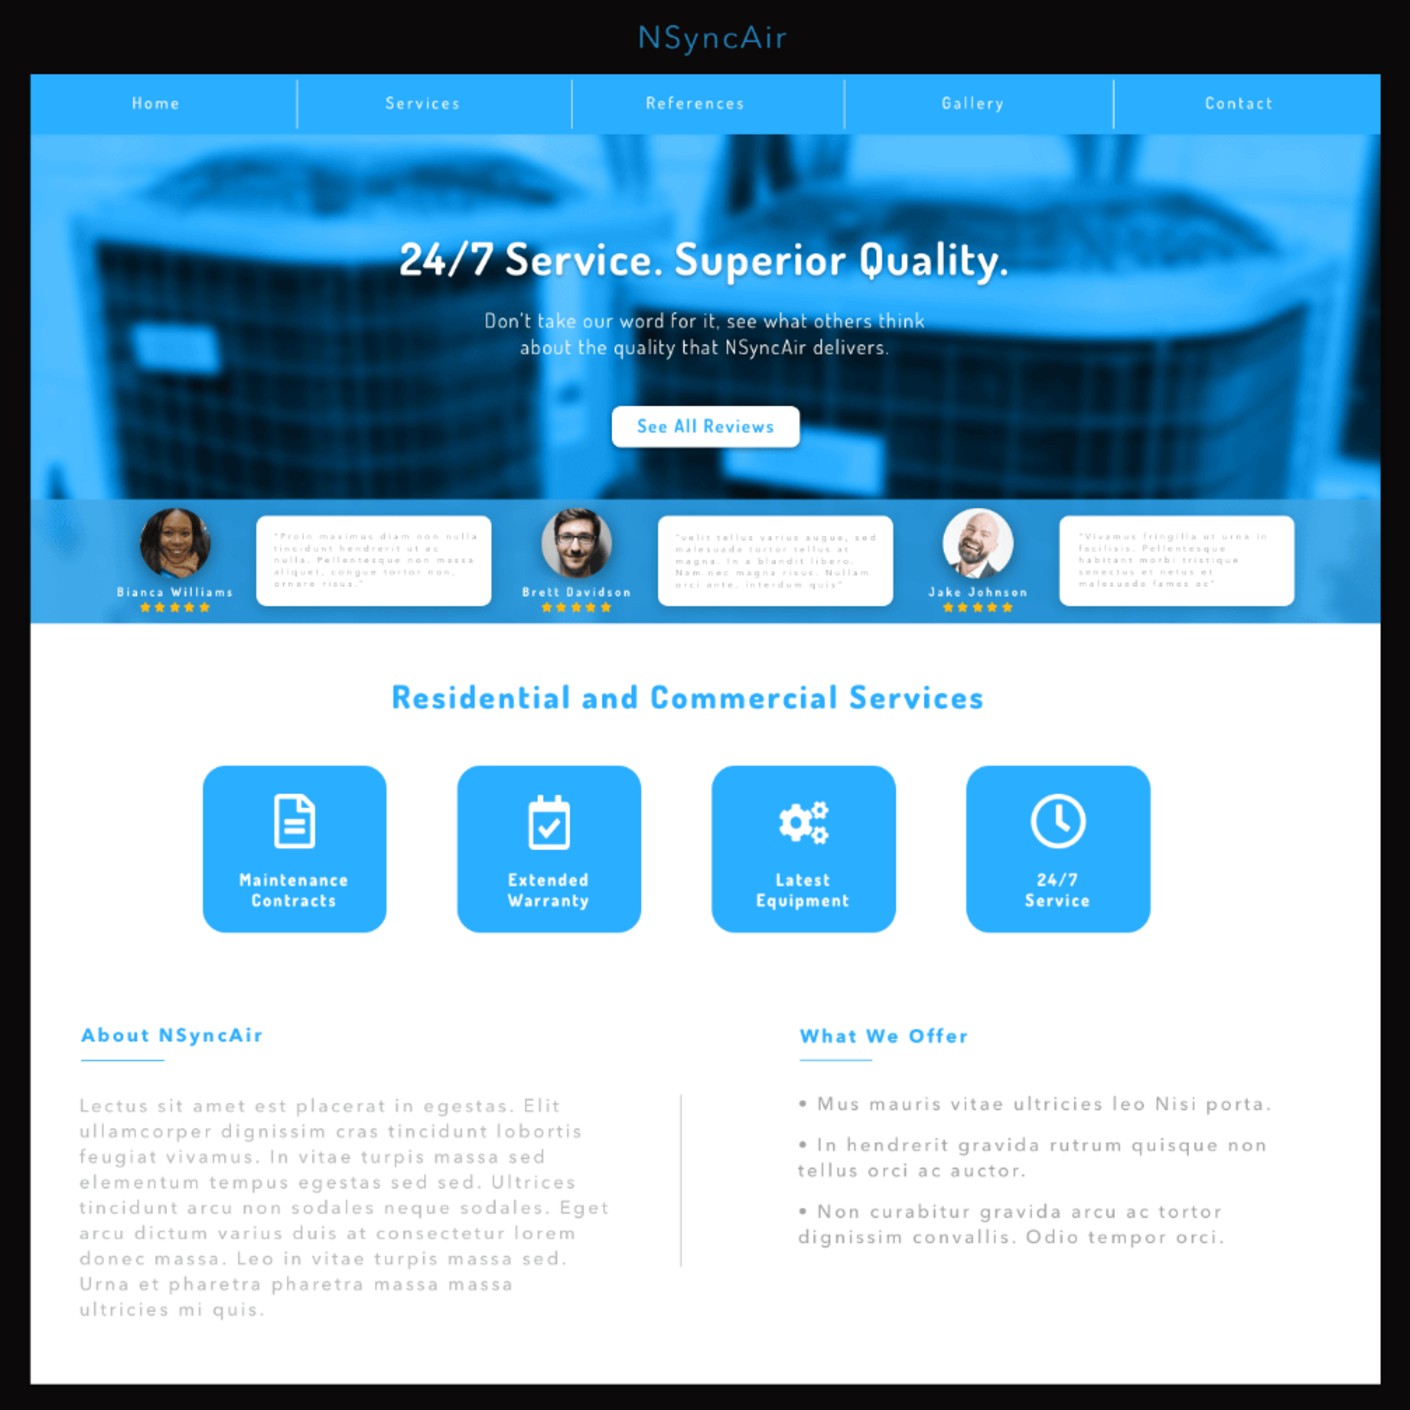 NSyncAir
Home
Services
References
Gallery
Contact
24/7 Service. Superior Quality.
Don't take our word for it, see what others think
about the quality that NSyncAir delivers.
See All Reviews
Bianca Williams
"Proin maximus diam non nulla
tincidunt hendrerit ut ac
nulla. Pellentesque non massa
aliquet, congue tortor non,
ornare risus."
Brett Davidson
"velit tellus varius augue, sed
malesuada tortor tellus at
magna. In a blandit libero.
Nam nec magna risus. Nullam
orci ante, interdum quis"
Jake Johnson
"Vivamus fringilla ut urna in
facilisis. Pellentesque
habitant morbi tristique
senectus et netus et
malesuada fames ac"
Residential and Commercial Services
Maintenance
Contracts
Extended
Warranty
Latest
Equipment
24/7
Service
About NSyncAir
Lectus sit amet est placerat in egestas. Elit
ullamcorper dignissim cras tincidunt lobortis
feugiat vivamus. In vitae turpis massa sed
elementum tempus egestas sed sed. Ultrices
tincidunt arcu non sodales neque sodales. Eget
arcu dictum varius duis at consectetur lorem
donec massa. Leo in vitae turpis massa sed.
Urna et pharetra pharetra massa massa
ultricies mi quis.
What We Offer
• Mus mauris vitae ultricies leo Nisi porta.
• In hendrerit gravida rutrum quisque non
tellus orci ac auctor.
• Non curabitur gravida arcu ac tortor
dignissim convallis. Odio tempor orci.